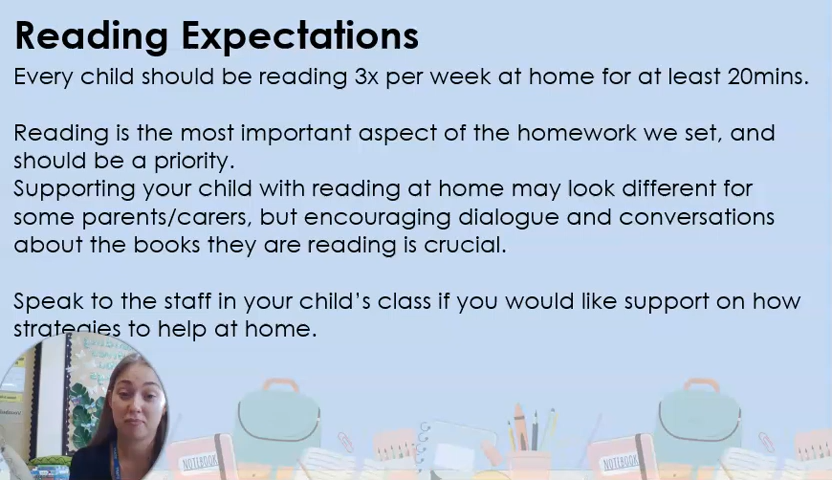 Reading Expectations
Every child should be reading 3x per week at home for at least 20mins.
Reading is the most important aspect of the homework we set, and
should be a priority.
Supporting your child with reading at home may look different for
some parents/carers, but encouraging dialogue and conversations
about the books they are reading is crucial.
Speak to the staff in your child's class if you would like support on how
strategies to help at home.
NOTEBOOK
NOTEBOOK